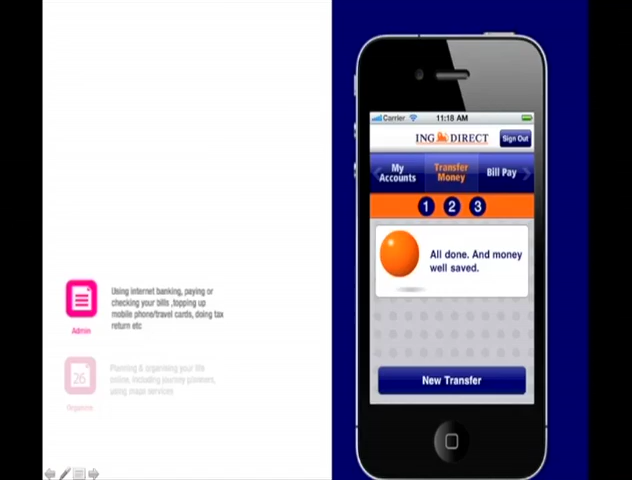 Using internet banking, paying or
checking your bills ,topping up
mobile phone/travel cards, doing tax
return etc
Admin
26
Planning & organising your life
online, including journey planners,
using maps services
Organising
Carrier
11:18 AM
ING DIRECT
Sign Out
My
Accounts
Transfer
Money
Bill Pay
1 2 3
All done. And money
well saved.
New Transfer